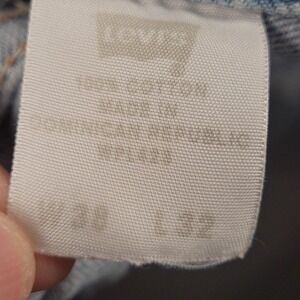 LEVI'S
®
100% COTTON
MADE IN
DOMINICAN REPUBLIC
W38 L32